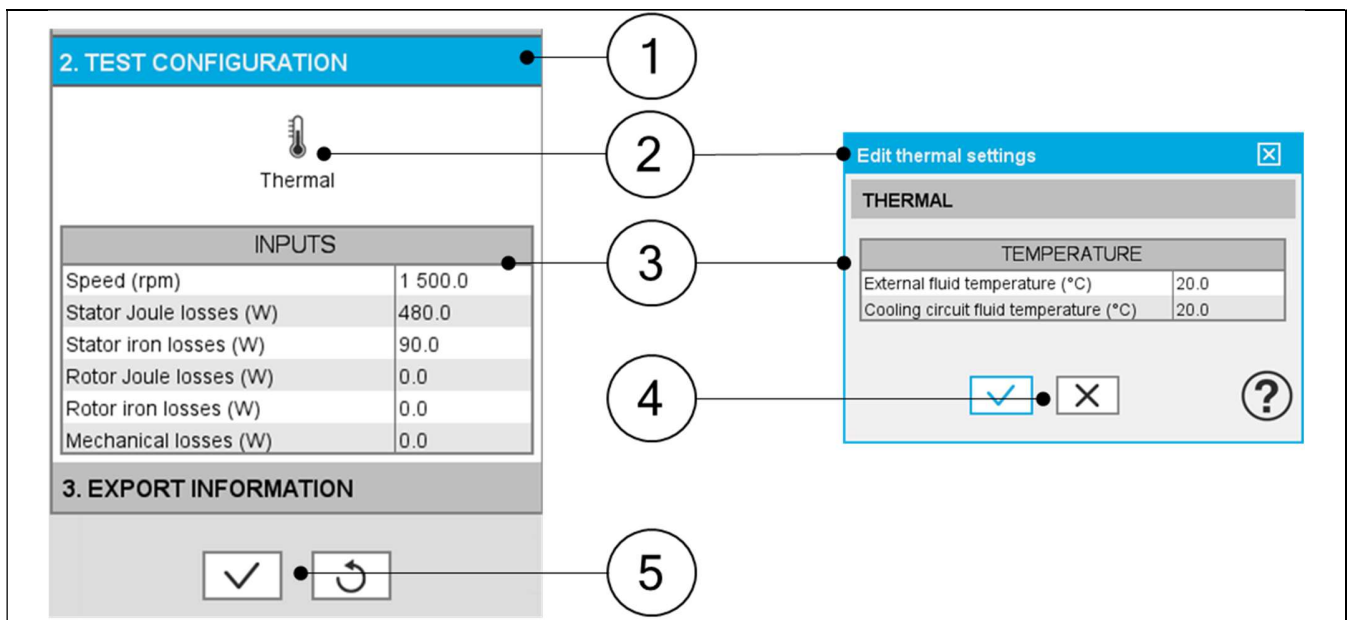 2. TEST CONFIGURATION
1
Thermal
2
INPUTS
Speed (rpm) 1 500.0
Stator Joule losses (W) 480.0
Stator iron losses (W) 90.0
Rotor Joule losses (W) 0.0
Rotor iron losses (W) 0.0
Mechanical losses (W) 0.0
3
3. EXPORT INFORMATION
4
5
Edit thermal settings
THERMAL
TEMPERATURE
External fluid temperature (°C) 20.0
Cooling circuit fluid temperature (°C) 20.0
?